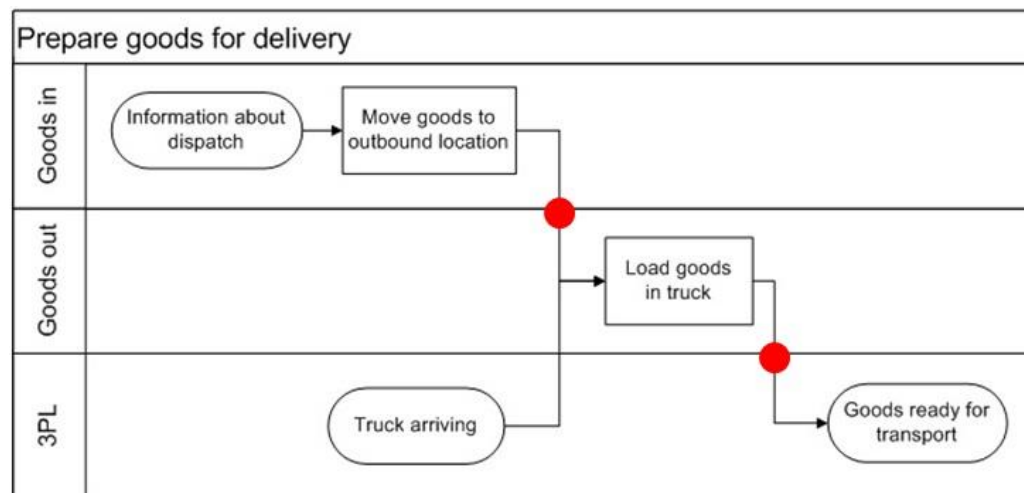 Prepare goods for delivery
Goods in
Information about
dispatch
Move goods to
outbound location
Goods out
Load goods
in truck
3PL
Truck arriving
Goods ready for
transport